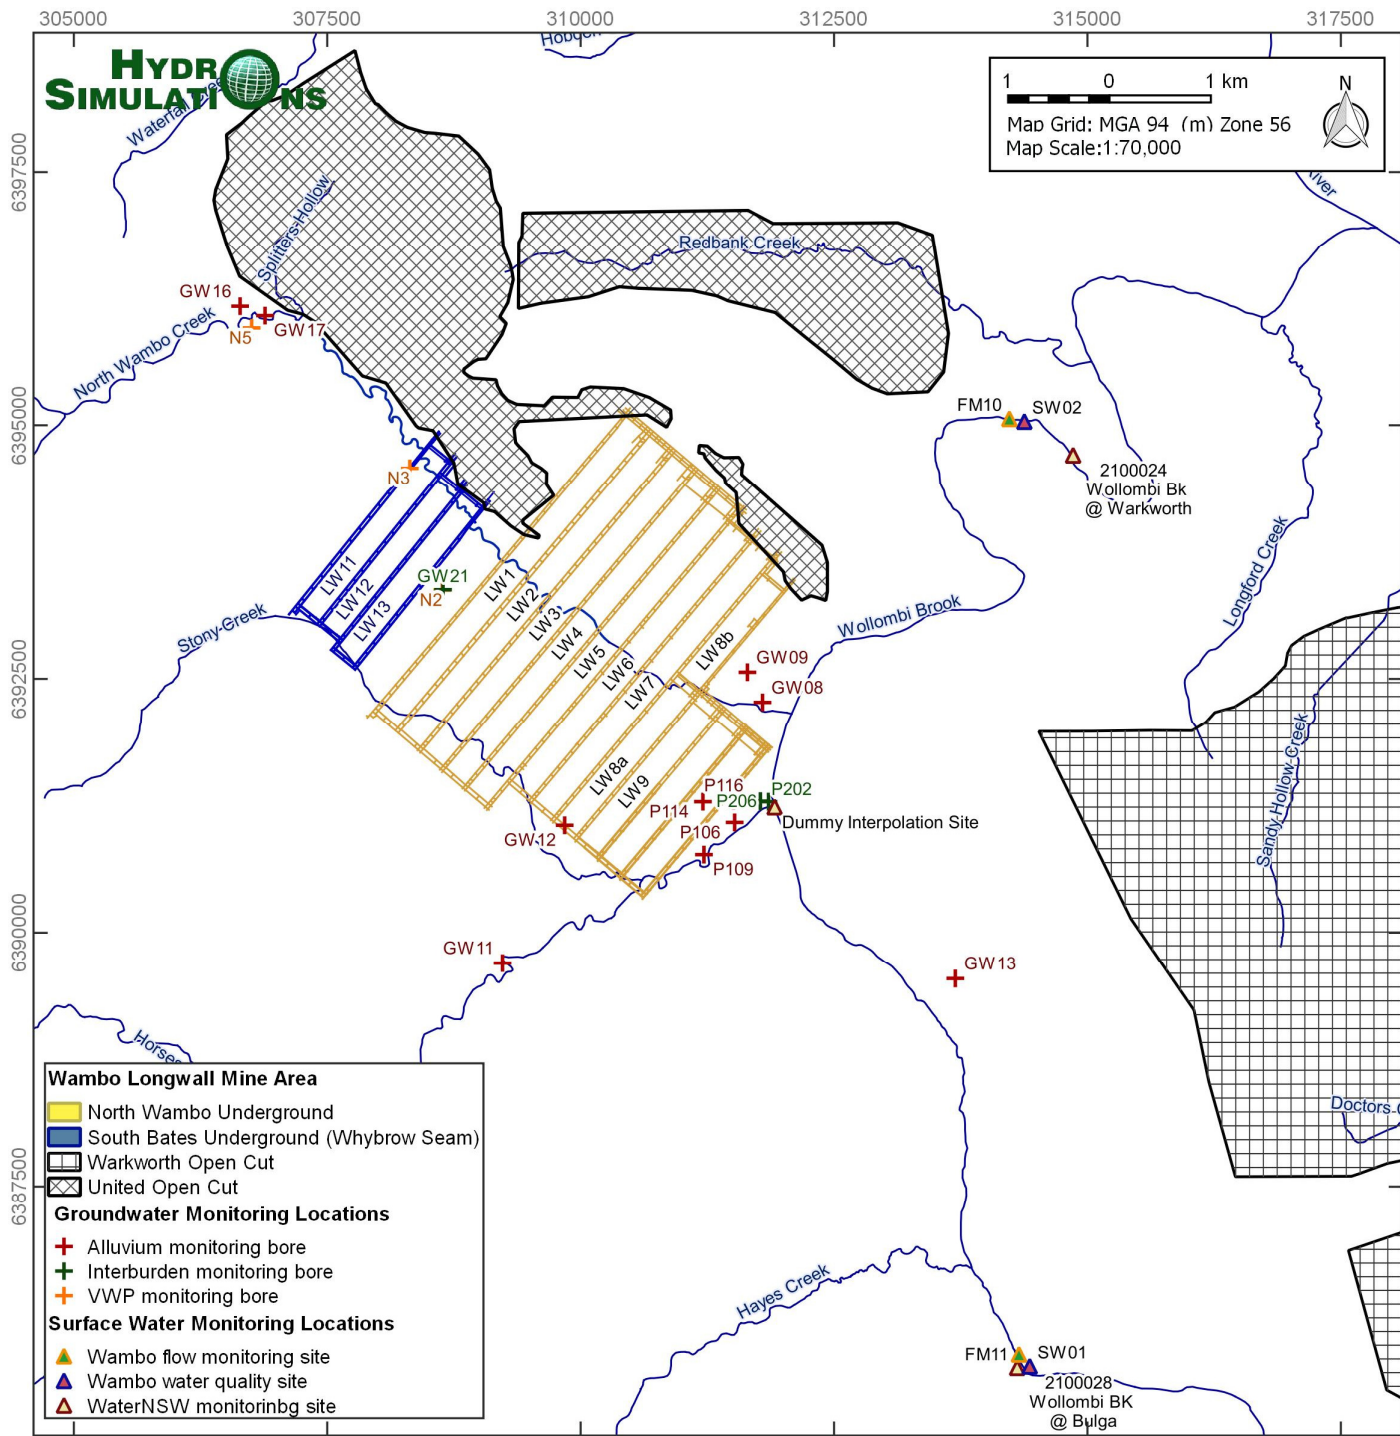 305000 307500 310000 312500 315000 317500
HYDRO
SIMULATIONS
Hobden
1 0 1 km
Map Grid: MGA 94 (m) Zone 56
Map Scale:1:70,000
N
6397500
6395000
6392500
6390000
6387500
Waterfall Cree
River
Splitters-Hollow
Redbank Creek
GW16
GW17
N5
North Wambo Creek
FM10
SW02
2100024
Wollombi Bk
@ Warkworth
N3
LW11
LW12
LW13
GW21
N2
LW1
LW2
LW3
LW4
LW5
LW6
LW7
LW8b
Stony-Creek
Wollombi Brook
Longford Creek
GW09
GW08
LW8a
LW9
P116
P114
P206
P202
P106
P109
GW12
Dummy Interpolation Site
Sandy-Hollow-Creek
GW11
GW13
Horses
Doctors-C
Hayes Creek
FM11
SW01
2100028
Wollombi BK
@ Bulga
Wambo Longwall Mine Area
North Wambo Underground
South Bates Underground (Whybrow Seam)
Warkworth Open Cut
United Open Cut
Groundwater Monitoring Locations
Alluvium monitoring bore
Interburden monitoring bore
VWP monitoring bore
Surface Water Monitoring Locations
Wambo flow monitoring site
Wambo water quality site
WaterNSW monitorinbg site